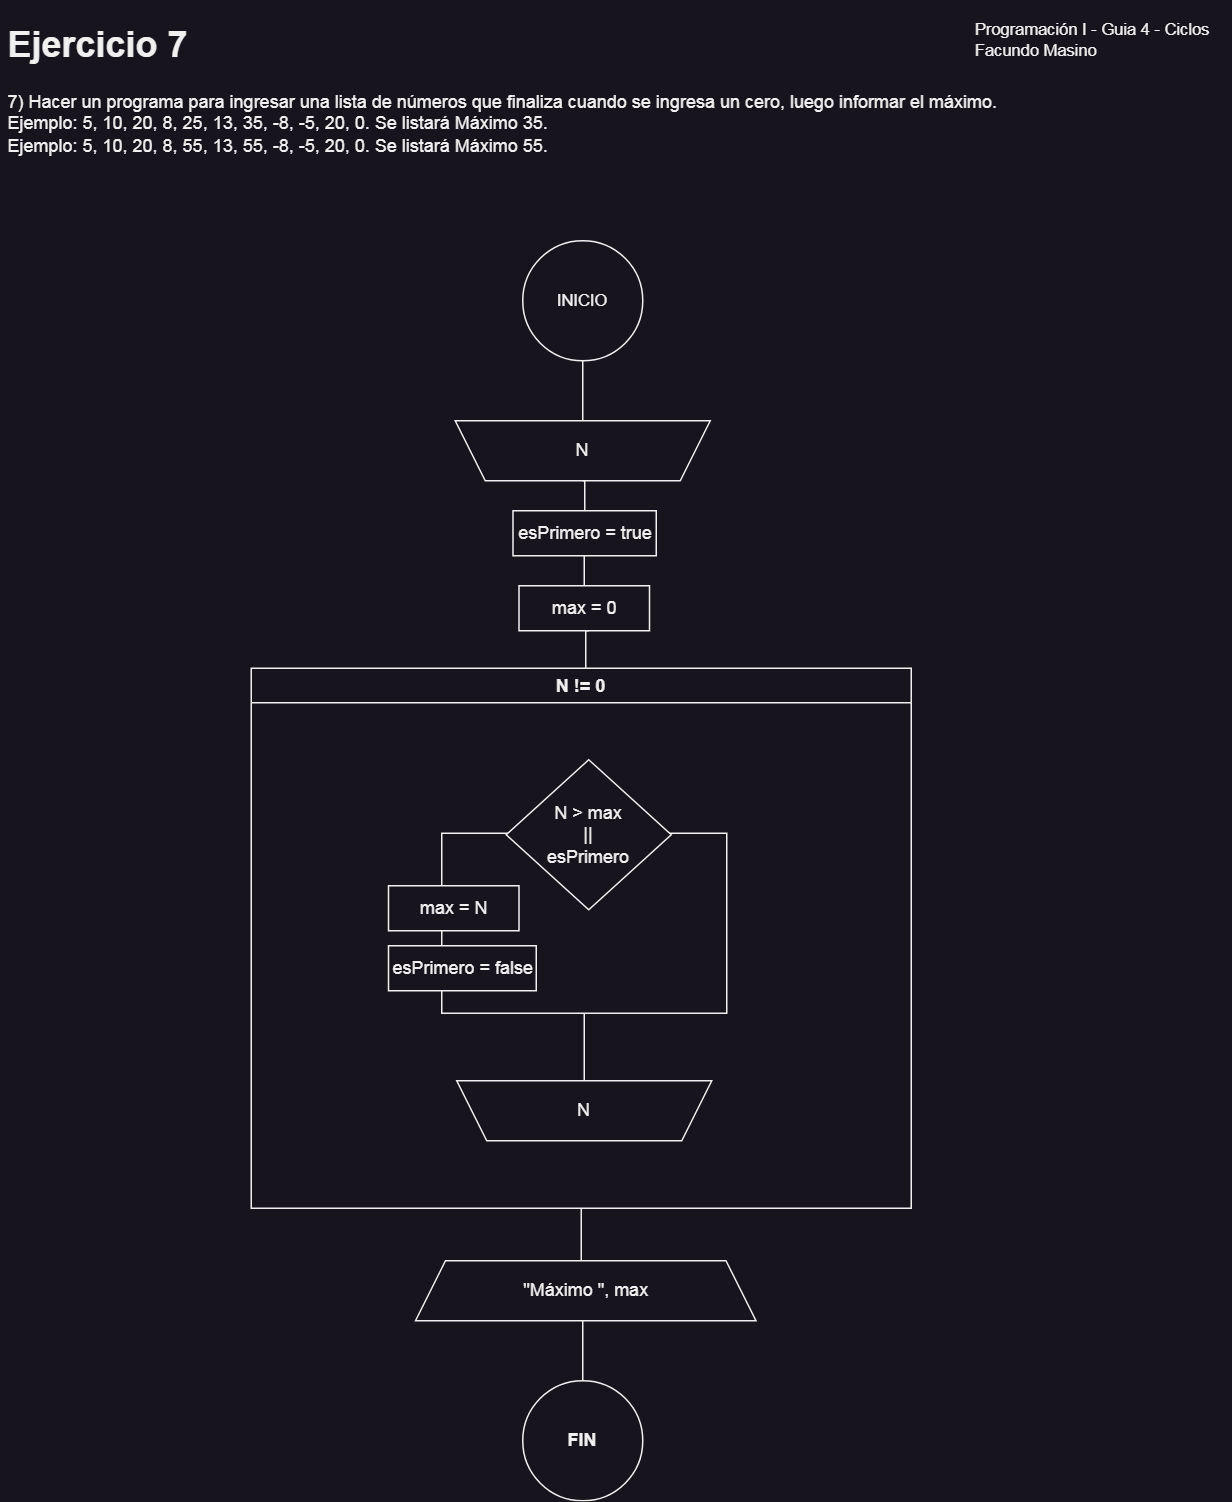 Ejercicio 7
Programación I - Guia 4 - Ciclos
Facundo Masino
7) Hacer un programa para ingresar una lista de números que finaliza cuando se ingresa un cero, luego informar el máximo.
Ejemplo: 5, 10, 20, 8, 25, 13, 35, -8, -5, 20, 0. Se listará Máximo 35.
Ejemplo: 5, 10, 20, 8, 55, 13, 55, -8, -5, 20, 0. Se listará Máximo 55.
INICIO
N
esPrimero = true
max = 0
N != 0
N > max
||
esPrimero
max = N
esPrimero = false
N
"Máximo ", max
FIN